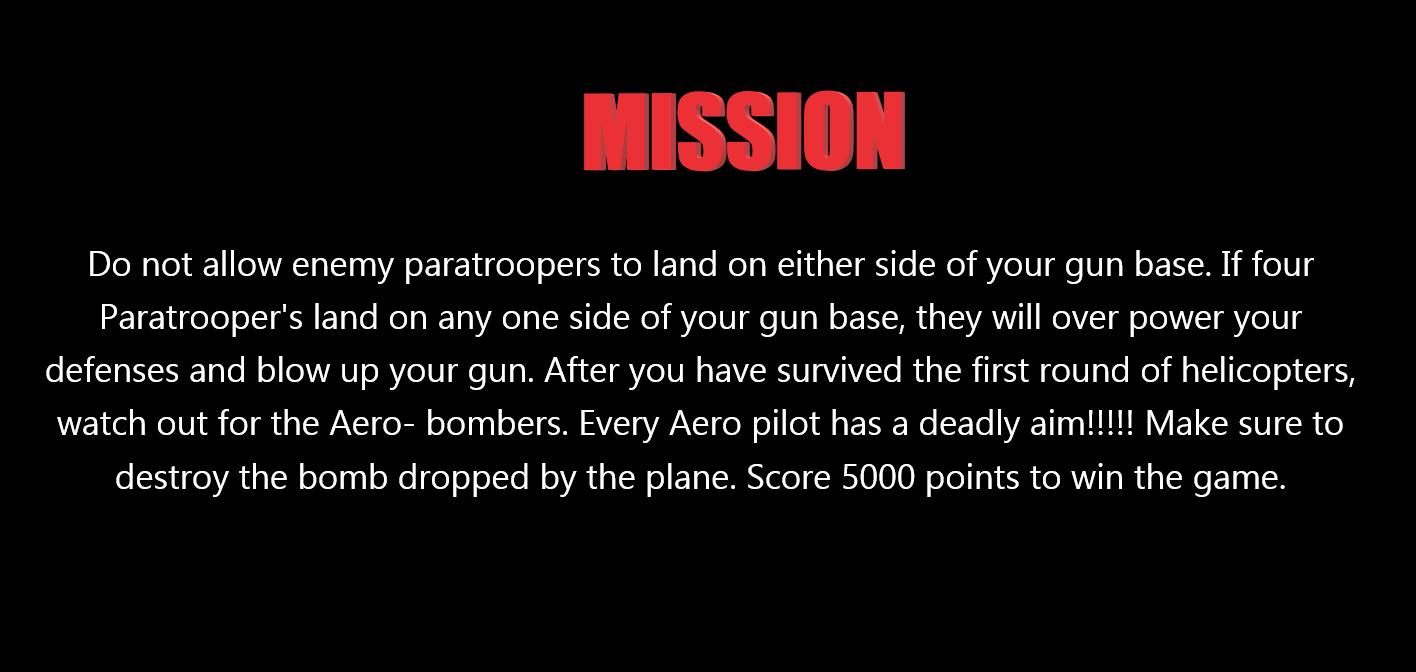 MISSION
Do not allow enemy paratroopers to land on either side of your gun base. If four
Paratrooper's land on any one side of your gun base, they will over power your
defenses and blow up your gun. After you have survived the first round of helicopters,
watch out for the Aero- bombers. Every Aero pilot has a deadly aim!!!!! Make sure to
destroy the bomb dropped by the plane. Score 5000 points to win the game.